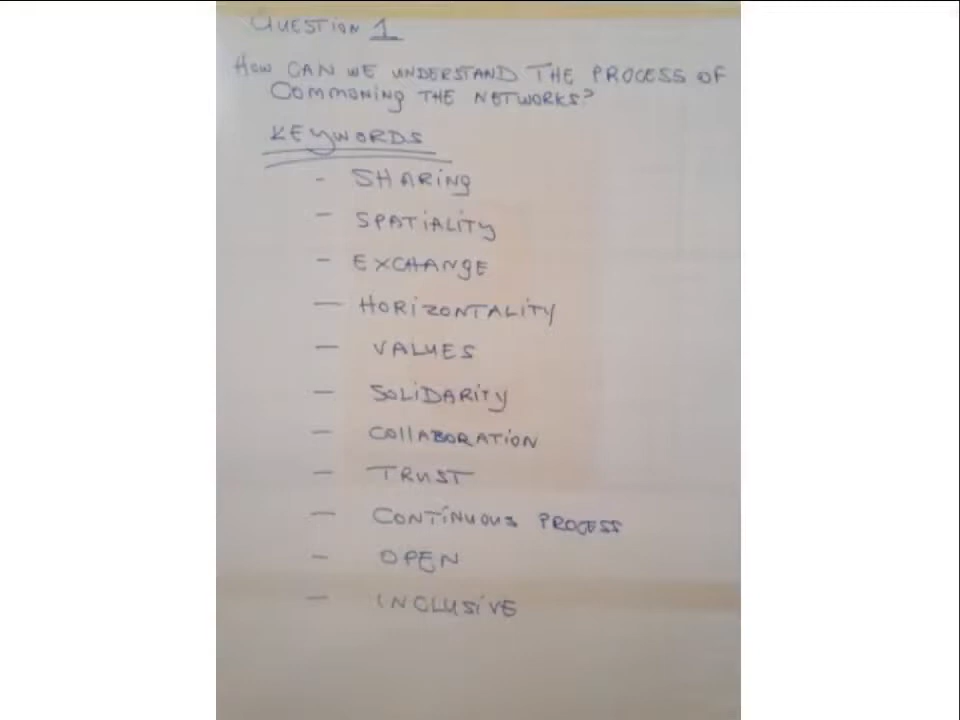 QUESTION 1
HOW CAN WE UNDERSTAND THE PROCESS OF
COMMONING THE NETWORKS?
KEYWORDS
- SHARING
- SPATIALITY
- EXCHANGE
- HORIZONTALITY
- VALUES
- SOLIDARITY
- COLLABORATION
- TRUST
- CONTINUOUS PROCESS
- OPEN
- INCLUSIVE